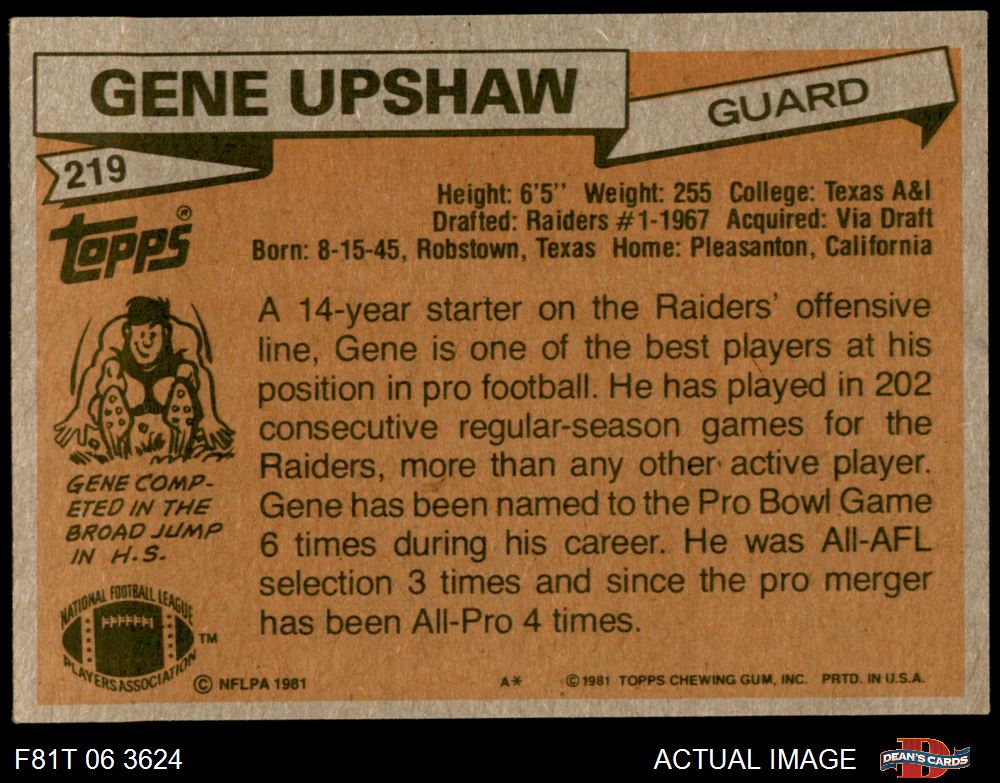 GENE UPSHAW
GUARD
219
TOPPS®
Height: 6'5'' Weight: 255 College: Texas A&I
Drafted: Raiders #1-1967 Acquired: Via Draft
Born: 8-15-45, Robstown, Texas Home: Pleasanton, California
A 14-year starter on the Raiders' offensive
line, Gene is one of the best players at his
position in pro football. He has played in 202
consecutive regular-season games for the
Raiders, more than any other active player.
Gene has been named to the Pro Bowl Game
6 times during his career. He was All-AFL
selection 3 times and since the pro merger
has been All-Pro 4 times.
GENE COMP-
ETED IN THE
BROAD JUMP
IN H.S.
NATIONAL FOOTBALL LEAGUE
PLAYERS ASSOCIATION
TM
© NFLPA 1981
A*
© 1981 TOPPS CHEWING GUM, INC. PRTD. IN U.S.A.
F81T 06 3624
ACTUAL IMAGE
D
DEAN'S CARDS